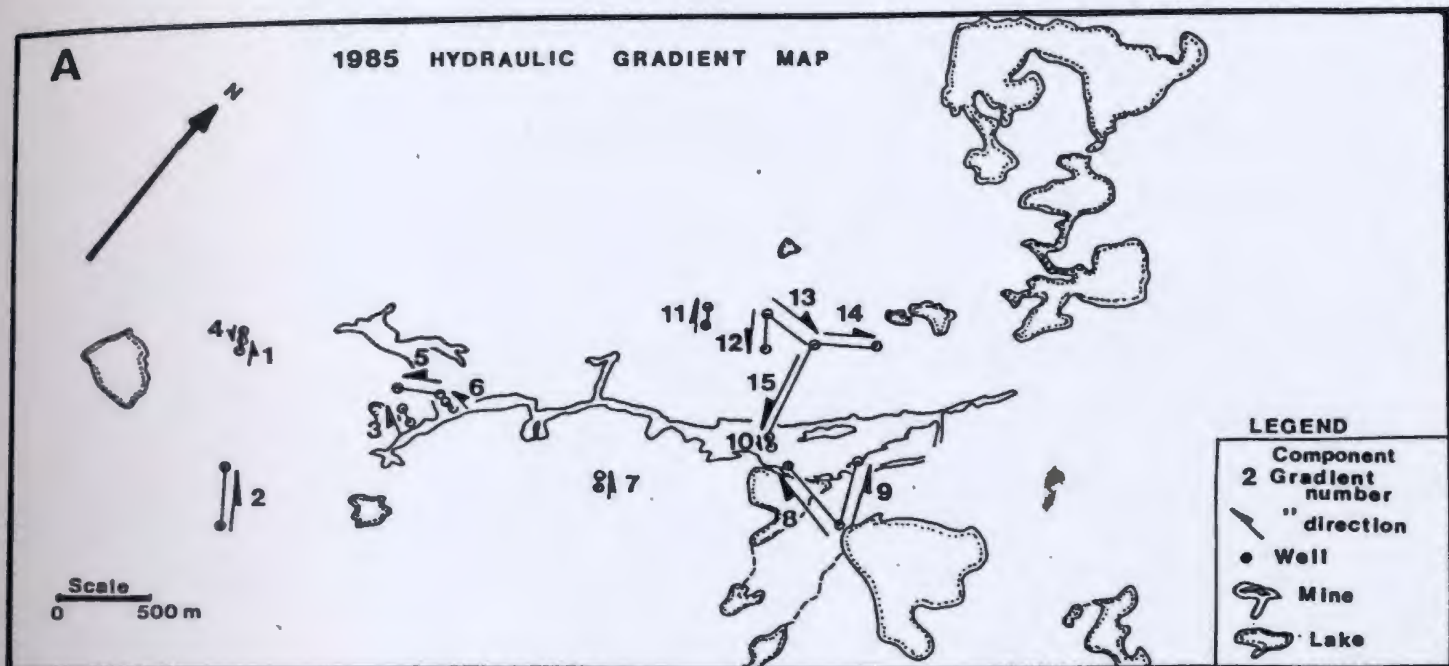 A
1985 HYDRAULIC GRADIENT MAP
N
13
14
11
12
4
1
5
6
15
3
10
2
7
9
8
Scale
0 500 m
LEGEND
Component
2 Gradient
number
" direction
Well
Mine
Lake